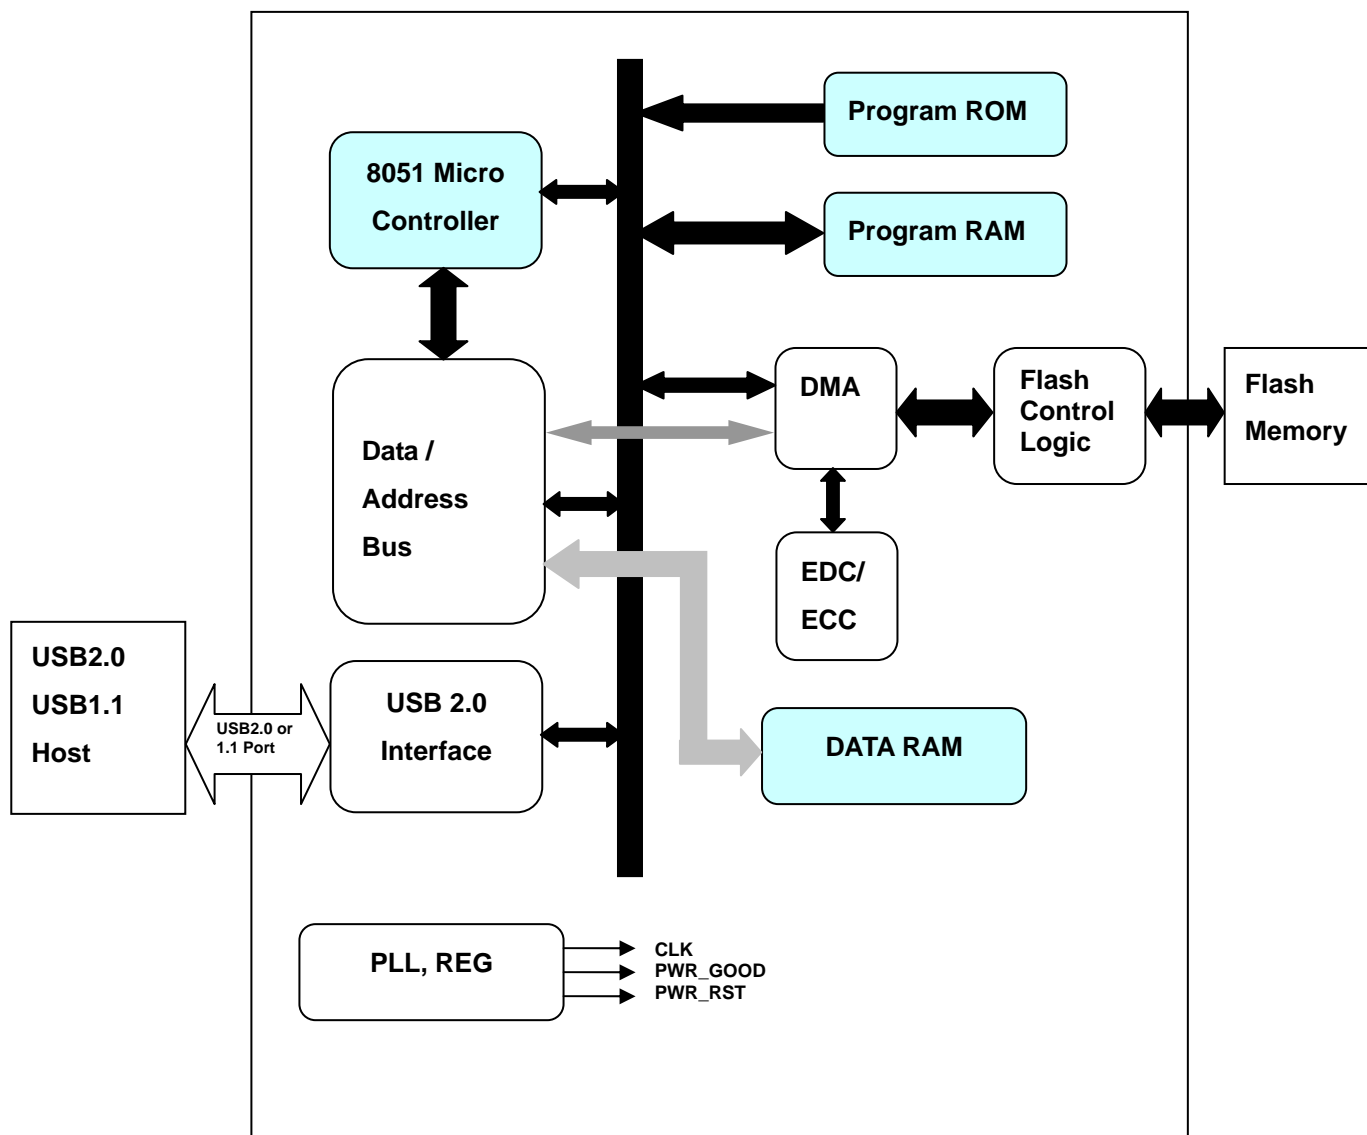 Program ROM
8051 Micro
Controller
Program RAM
DMA
Flash
Control
Logic
Flash
Memory
Data /
Address
Bus
EDC/
ECC
USB2.0
USB1.1
Host
USB2.0 or
1.1 Port
USB 2.0
Interface
DATA RAM
PLL, REG
CLK
PWR_GOOD
PWR_RST